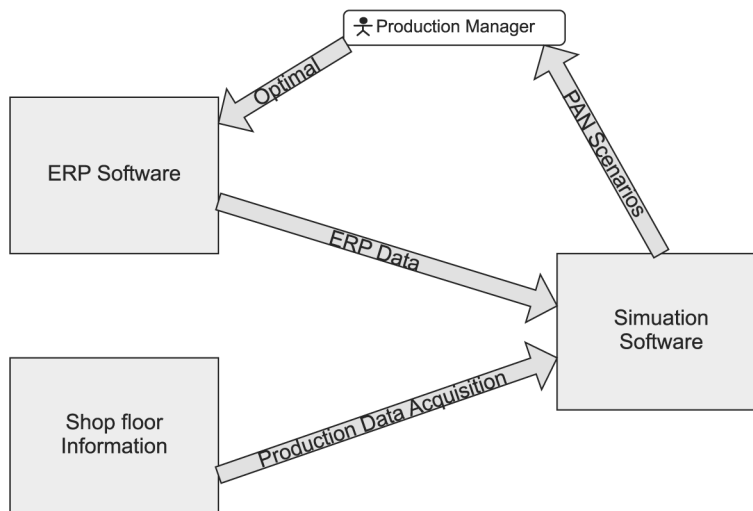 Production Manager
Optimal
PAN Scenarios
ERP Software
ERP Data
Simuation
Software
Shop floor
Information
Production Data Acquisition